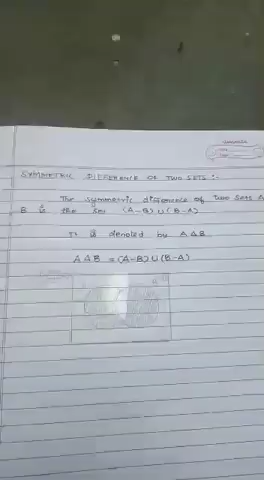 SYMMETRIC DIFFERENCE OF TWO SETS :-
The symmetric difference of two sets A
B is the set (A-B) ∪ (B-A)
It is denoted by A Δ B
A Δ B = (A-B) ∪ (B-A)